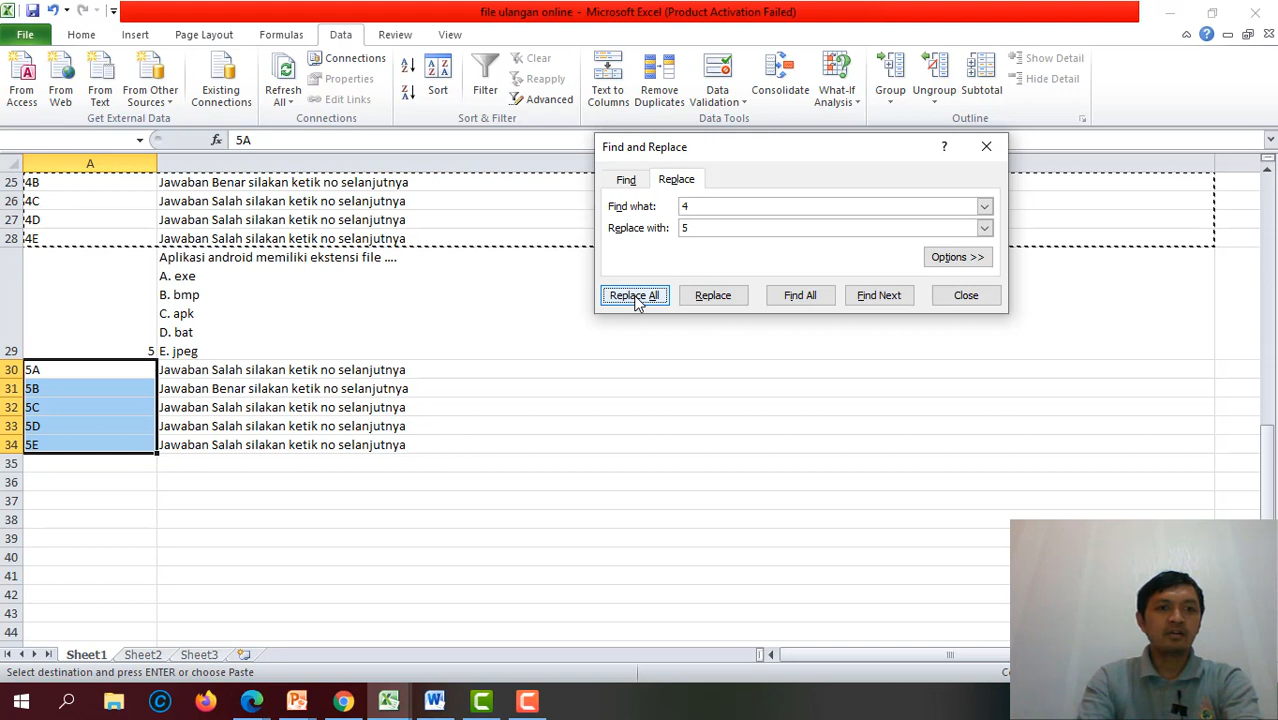 file ulangan online - Microsoft Excel (Product Activation Failed)
File Home Insert Page Layout Formulas Data Review View
From Access
From Web
From Text
From Other Sources
Existing Connections
Get External Data
Refresh All
Connections
Properties
Edit Links
Connections
Sort
Filter
Clear
Reapply
Advanced
Sort & Filter
Text to Columns
Remove Duplicates
Data Validation
Consolidate
What-If Analysis
Data Tools
Group
Ungroup
Subtotal
Show Detail
Hide Detail
Outline
fx 5A
A
25 4B Jawaban Benar silakan ketik no selanjutnya
26 4C Jawaban Salah silakan ketik no selanjutnya
27 4D Jawaban Salah silakan ketik no selanjutnya
28 4E Jawaban Salah silakan ketik no selanjutnya
Aplikasi android memiliki ekstensi file ....
A. exe
B. bmp
C. apk
D. bat
29 5 E. jpeg
30 5A Jawaban Salah silakan ketik no selanjutnya
31 5B Jawaban Benar silakan ketik no selanjutnya
32 5C Jawaban Salah silakan ketik no selanjutnya
33 5D Jawaban Salah silakan ketik no selanjutnya
34 5E Jawaban Salah silakan ketik no selanjutnya
35
36
37
38
39
40
41
42
43
44
Find and Replace ?
Find Replace
Find what: 4
Replace with: 5
Options >>
Replace All Replace Find All Find Next Close
Sheet1 Sheet2 Sheet3
Select destination and press ENTER or choose Paste